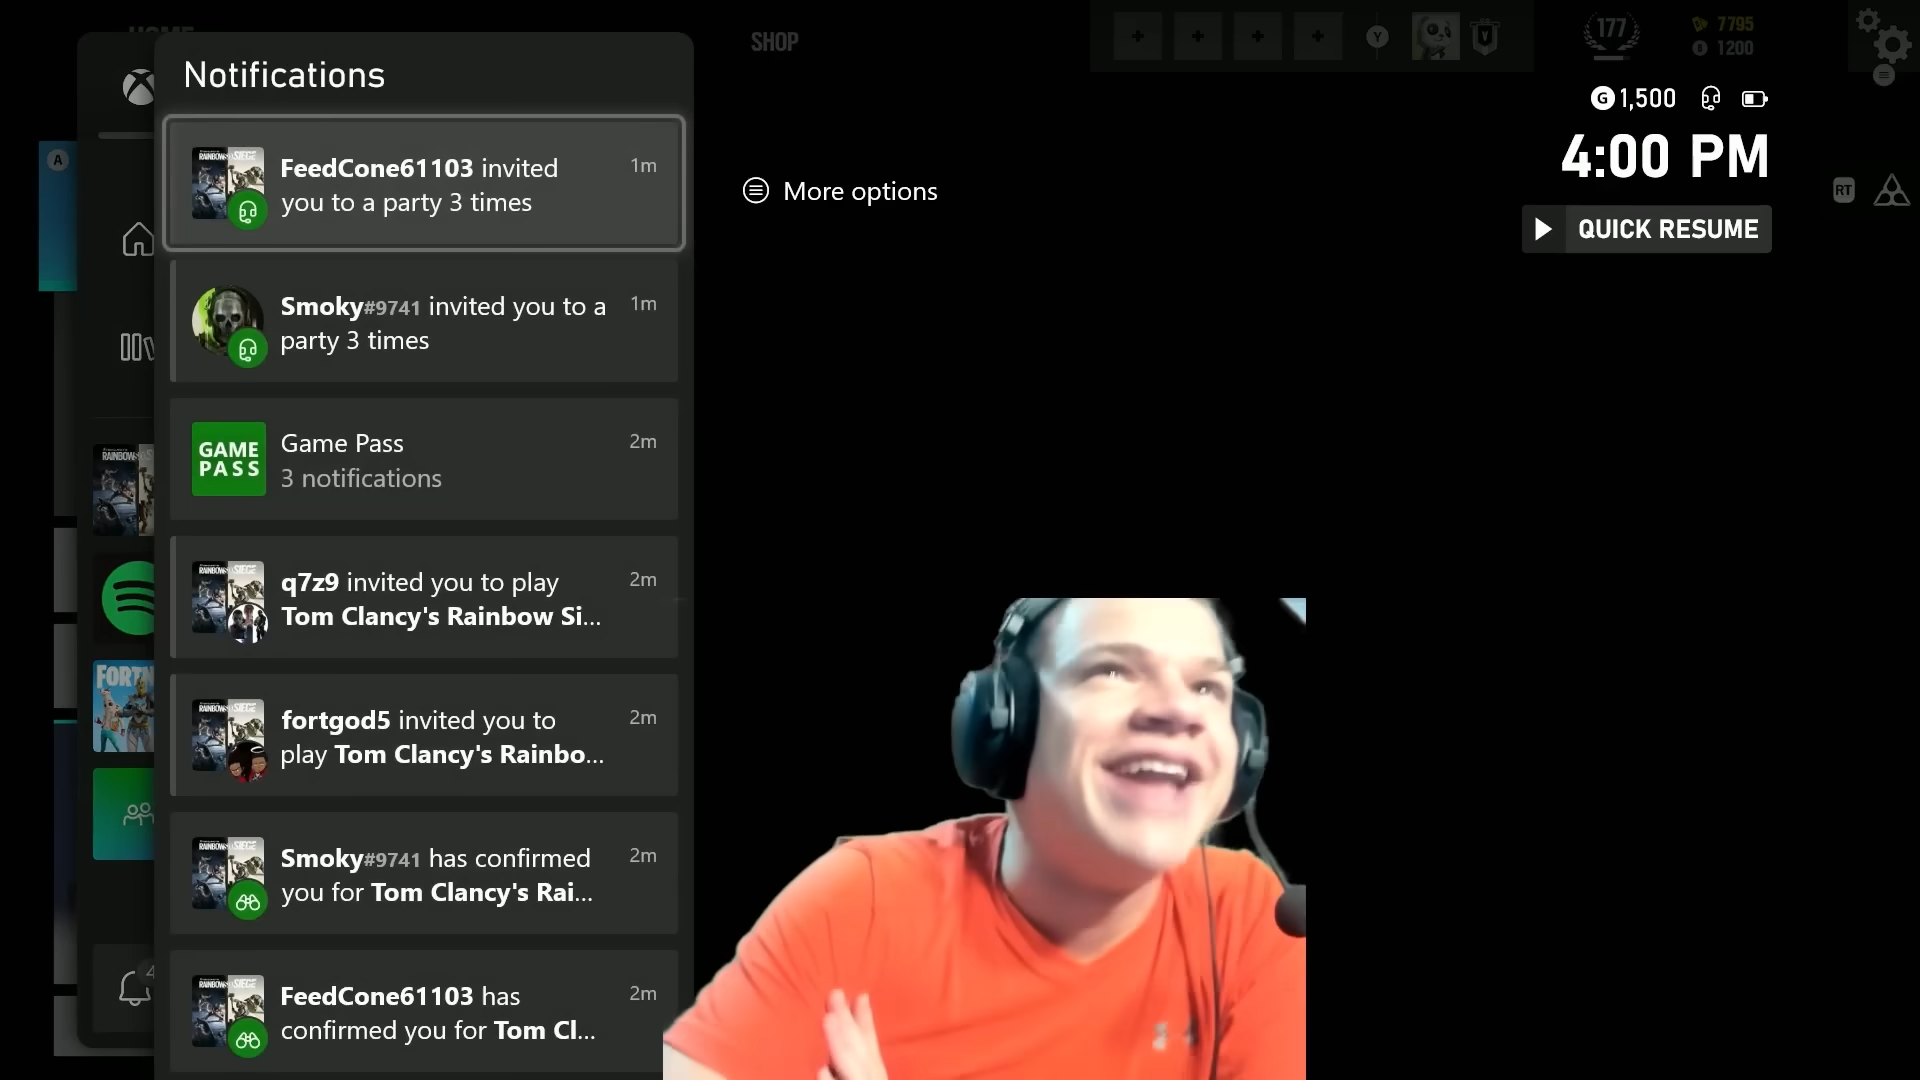 HOME
SHOP
Y
177
7795
1200
Notifications
G 1,500
4:00 PM
QUICK RESUME
RT
A
FeedCone61103 invited
you to a party 3 times
1m
More options
Smoky#9741 invited you to a
party 3 times
1m
GAME
PASS
Game Pass
3 notifications
2m
q7z9 invited you to play
Tom Clancy's Rainbow Si...
2m
fortgod5 invited you to
play Tom Clancy's Rainbo...
2m
Smoky#9741 has confirmed
you for Tom Clancy's Rai...
2m
FeedCone61103 has
confirmed you for Tom Cl...
2m
RAINBOW
FORTN
4